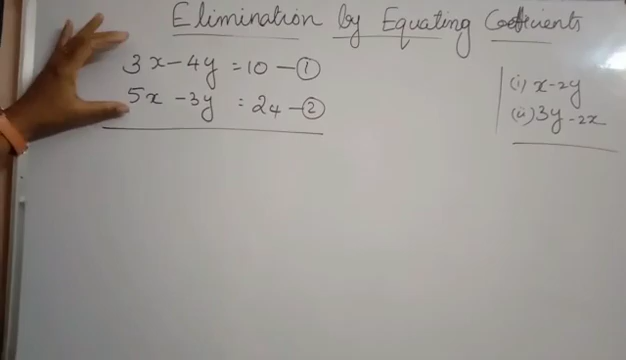 Elimination by Equating Coefficients
3x - 4y = 10 - ①
5x - 3y = 24 - ②
(i) x - 2y
(ii) 3y - 2x